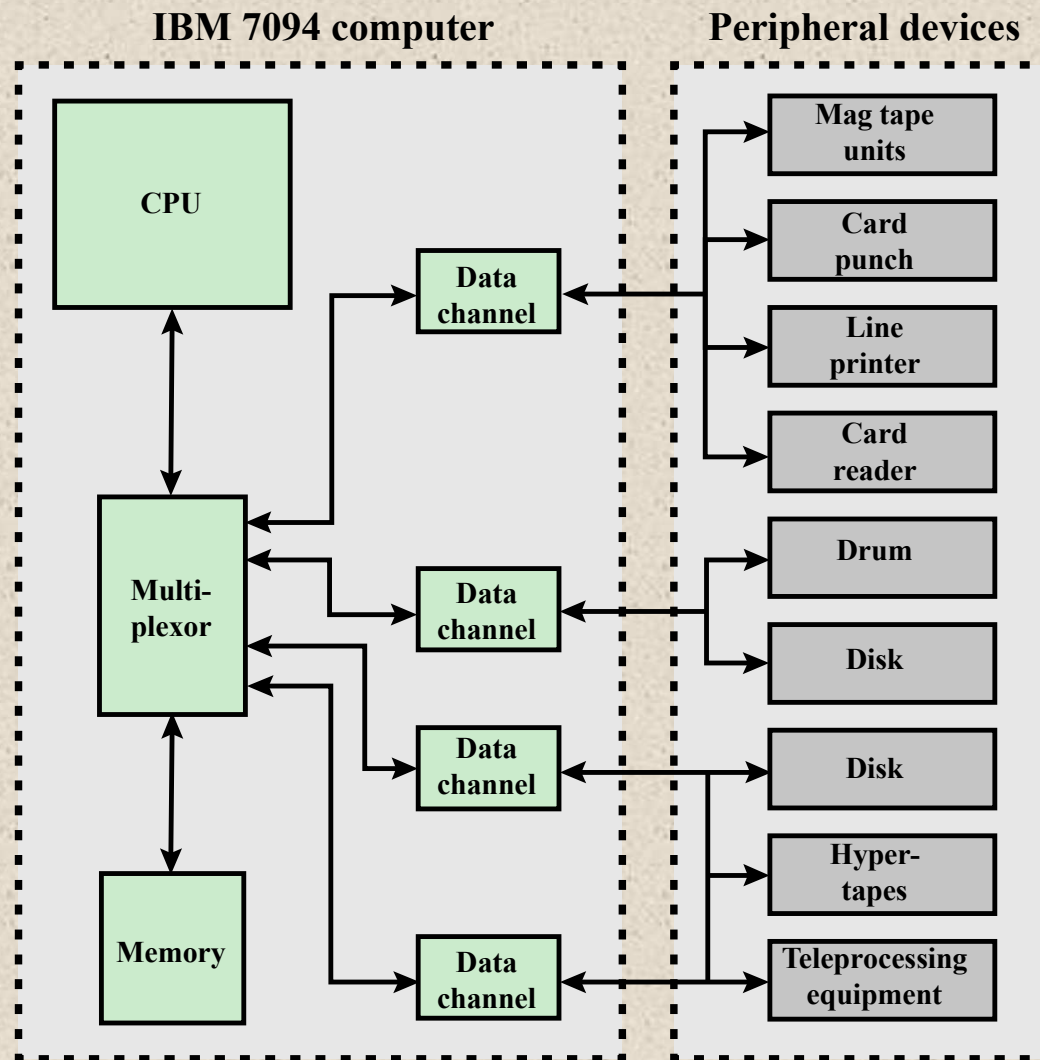 IBM 7094 computer
Peripheral devices
CPU
Multi-
plexor
Memory
Data
channel
Data
channel
Data
channel
Data
channel
Mag tape
units
Card
punch
Line
printer
Card
reader
Drum
Disk
Disk
Hyper-
tapes
Teleprocessing
equipment